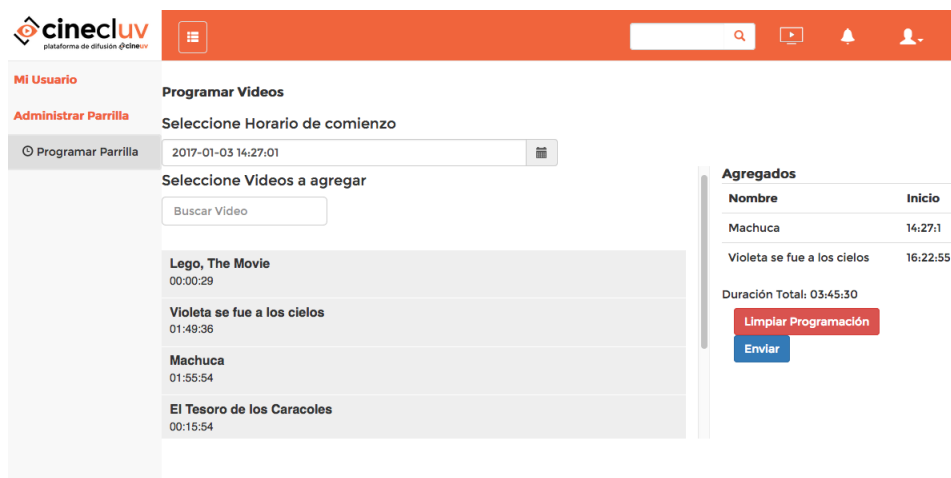 cinecluv
plataforma de difusión @cineuv
Mi Usuario
Administrar Parrilla
Programar Parrilla
Programar Videos
Seleccione Horario de comienzo
2017-01-03 14:27:01
Seleccione Videos a agregar
Buscar Video
Lego, The Movie
00:00:29
Violeta se fue a los cielos
01:49:36
Machuca
01:55:54
El Tesoro de los Caracoles
00:15:54
Agregados
Nombre Inicio
Machuca 14:27:1
Violeta se fue a los cielos 16:22:55
Duración Total: 03:45:30
Limpiar Programación
Enviar